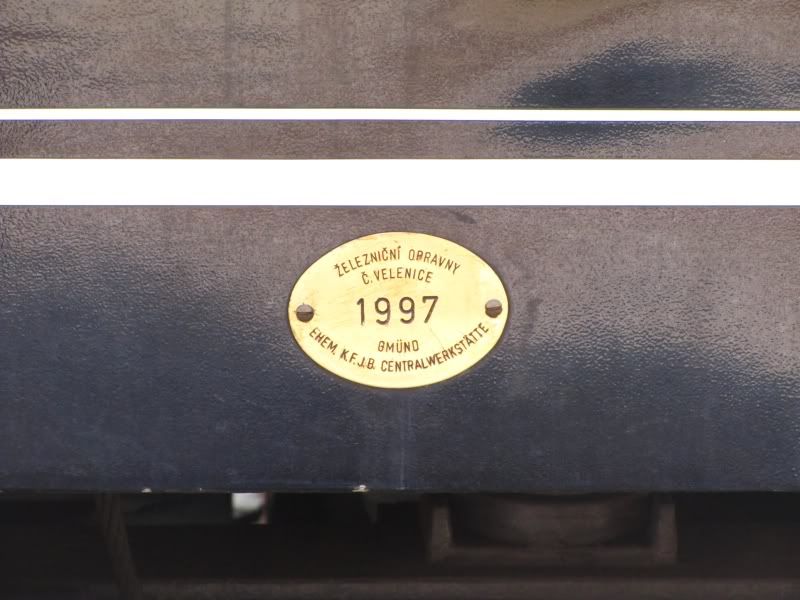 ŽELEZNIČNÍ OPRAVNY
Č. VELENICE
1997
GMÜND
EHEM. K.F.J.B. CENTRALWERKSTÄTTE